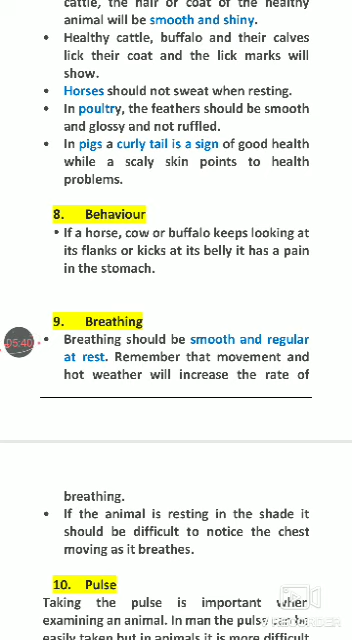 cattle, the hair or coat of the healthy
animal will be smooth and shiny.
• Healthy cattle, buffalo and their calves
lick their coat and the lick marks will
show.
• Horses should not sweat when resting.
• In poultry, the feathers should be smooth
and glossy and not ruffled.
• In pigs a curly tail is a sign of good health
while a scaly skin points to health
problems.
8. Behaviour
• If a horse, cow or buffalo keeps looking at
its flanks or kicks at its belly it has a pain
in the stomach.
9. Breathing
05:40
• Breathing should be smooth and regular
at rest. Remember that movement and
hot weather will increase the rate of
breathing.
• If the animal is resting in the shade it
should be difficult to notice the chest
moving as it breathes.
10. Pulse
Taking the pulse is important when
examining an animal. In man the pulse can be
easily taken but in animals it is more difficult